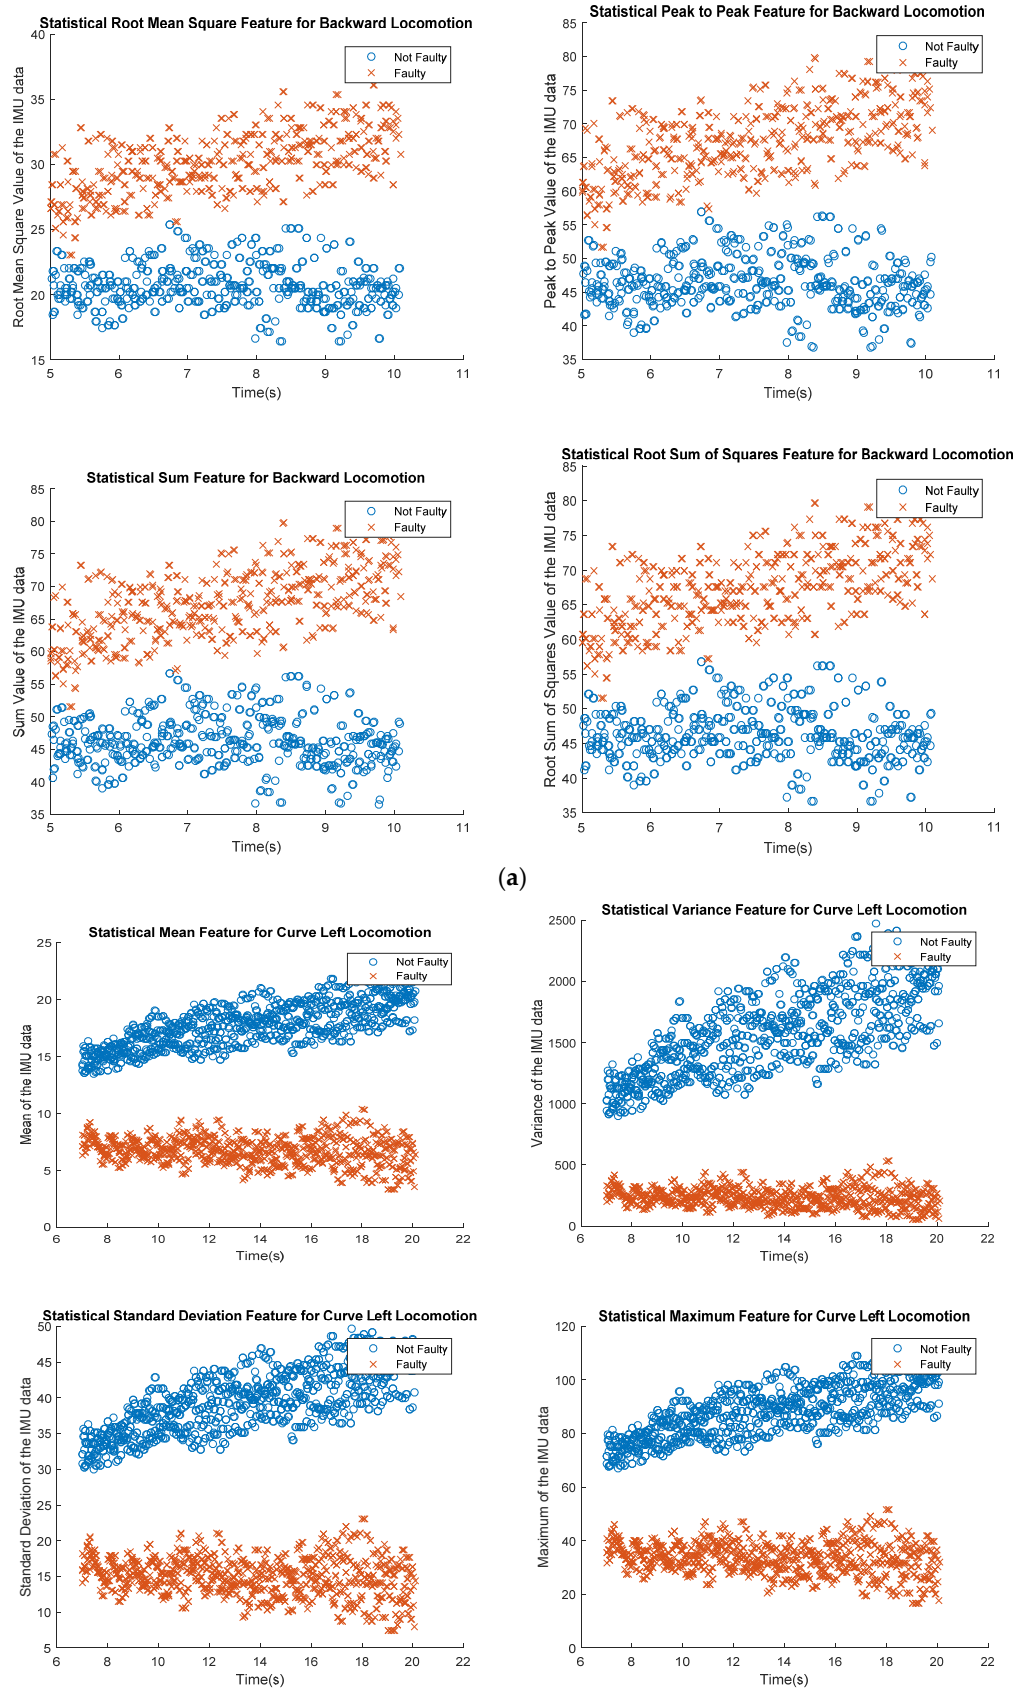 Statistical Root Mean Square Feature for Backward Locomotion
40
35
30
25
20
15
Root Mean Square Value of the IMU data
Not Faulty
Faulty
5 6 7 8 9 10 11
Time(s)
Statistical Peak to Peak Feature for Backward Locomotion
85
80
75
70
65
60
55
50
45
40
35
Peak to Peak Value of the IMU data
Not Faulty
Faulty
5 6 7 8 9 10 11
Time(s)
Statistical Sum Feature for Backward Locomotion
85
80
75
70
65
60
55
50
45
40
35
Sum Value of the IMU data
Not Faulty
Faulty
5 6 7 8 9 10 11
Time(s)
Statistical Root Sum of Squares Feature for Backward Locomotion
85
80
75
70
65
60
55
50
45
40
35
Root Sum of Squares Value of the IMU data
Not Faulty
Faulty
5 6 7 8 9 10 11
Time(s)
(a)
Statistical Mean Feature for Curve Left Locomotion
25
20
15
10
5
0
Mean of the IMU data
Not Faulty
Faulty
6 8 10 12 14 16 18 20 22
Time(s)
Statistical Variance Feature for Curve Left Locomotion
2500
2000
1500
1000
500
0
Variance of the IMU data
Not Faulty
Faulty
6 8 10 12 14 16 18 20 22
Time(s)
Statistical Standard Deviation Feature for Curve Left Locomotion
50
45
40
35
30
25
20
15
10
5
Standard Deviation of the IMU data
Not Faulty
Faulty
6 8 10 12 14 16 18 20 22
Time(s)
Statistical Maximum Feature for Curve Left Locomotion
120
100
80
60
40
20
0
Maximum of the IMU data
Not Faulty
Faulty
6 8 10 12 14 16 18 20 22
Time(s)